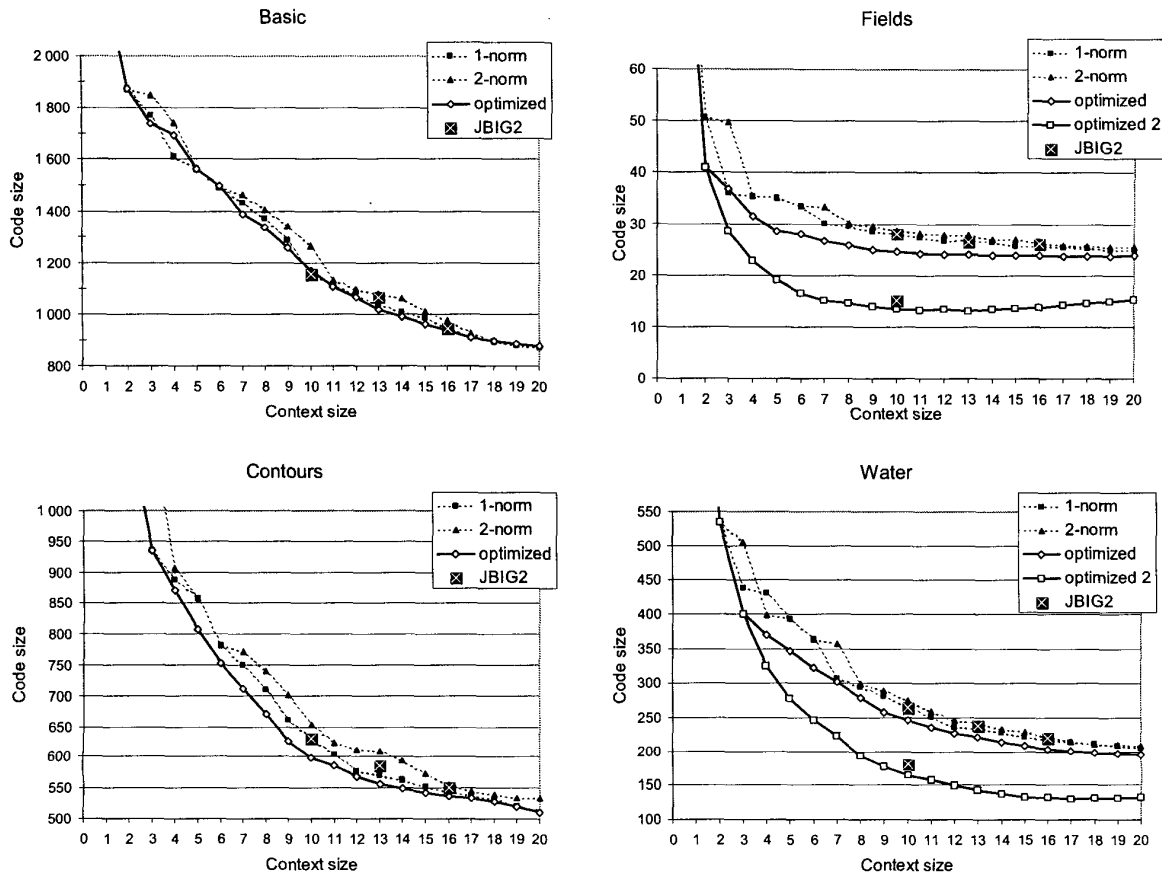 Basic
2 000
1 800
1 600
1 400
1 200
1 000
800
Code size
0 1 2 3 4 5 6 7 8 9 10 11 12 13 14 15 16 17 18 19 20
Context size
1-norm
2-norm
optimized
JBIG2
Fields
60
50
40
30
20
10
0
Code size
0 1 2 3 4 5 6 7 8 9 10 11 12 13 14 15 16 17 18 19 20
Context size
1-norm
2-norm
optimized
optimized 2
JBIG2
Contours
1 000
950
900
850
800
750
700
650
600
550
500
Code size
0 1 2 3 4 5 6 7 8 9 10 11 12 13 14 15 16 17 18 19 20
Context size
1-norm
2-norm
optimized
JBIG2
Water
550
500
450
400
350
300
250
200
150
100
Code size
0 1 2 3 4 5 6 7 8 9 10 11 12 13 14 15 16 17 18 19 20
Context size
1-norm
2-norm
optimized
optimized 2
JBIG2